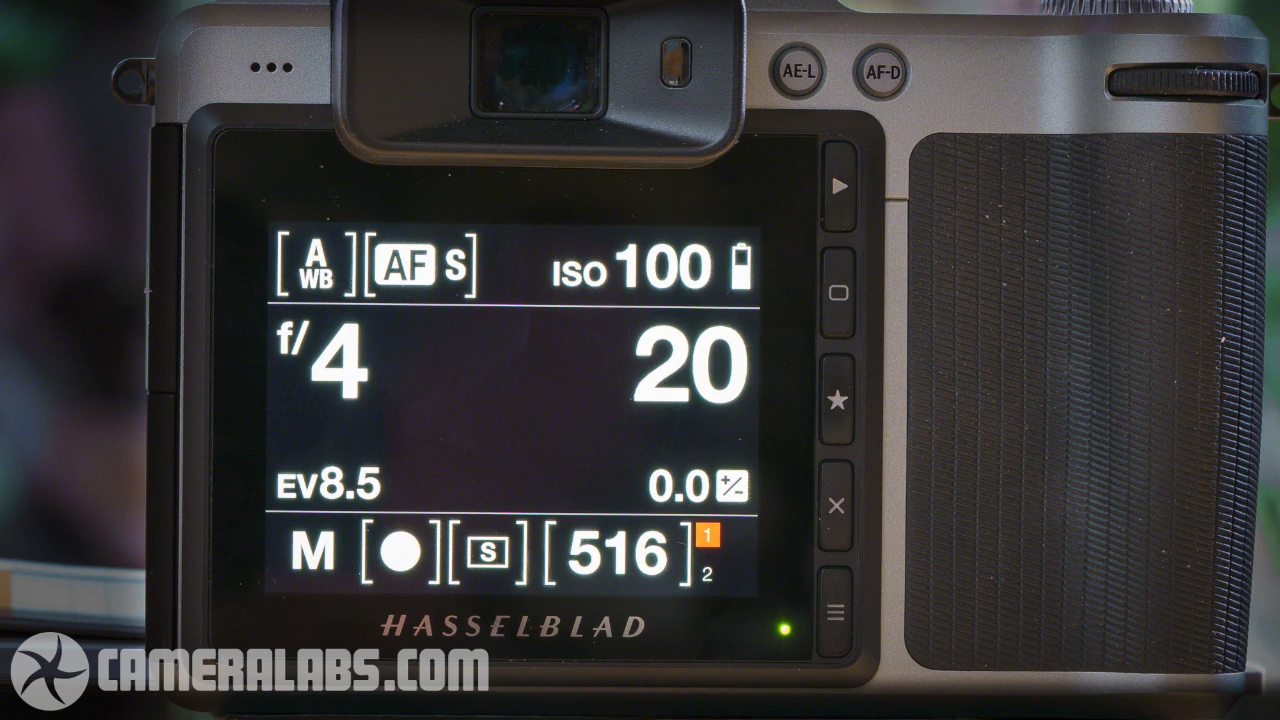 AE-L AF-D
A WB AF S ISO 100
f/4 20
EV8.5 0.0
M S 516 1
2
HASSELBLAD
CAMERALABS.COM